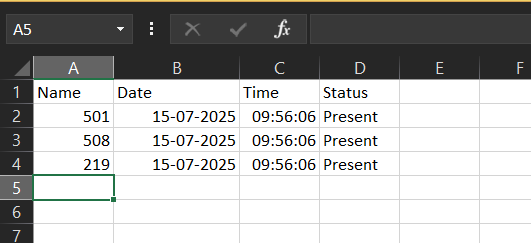 A5 fx
A B C D E F
1 Name Date Time Status
2 501 15-07-2025 09:56:06 Present
3 508 15-07-2025 09:56:06 Present
4 219 15-07-2025 09:56:06 Present
5
6
7